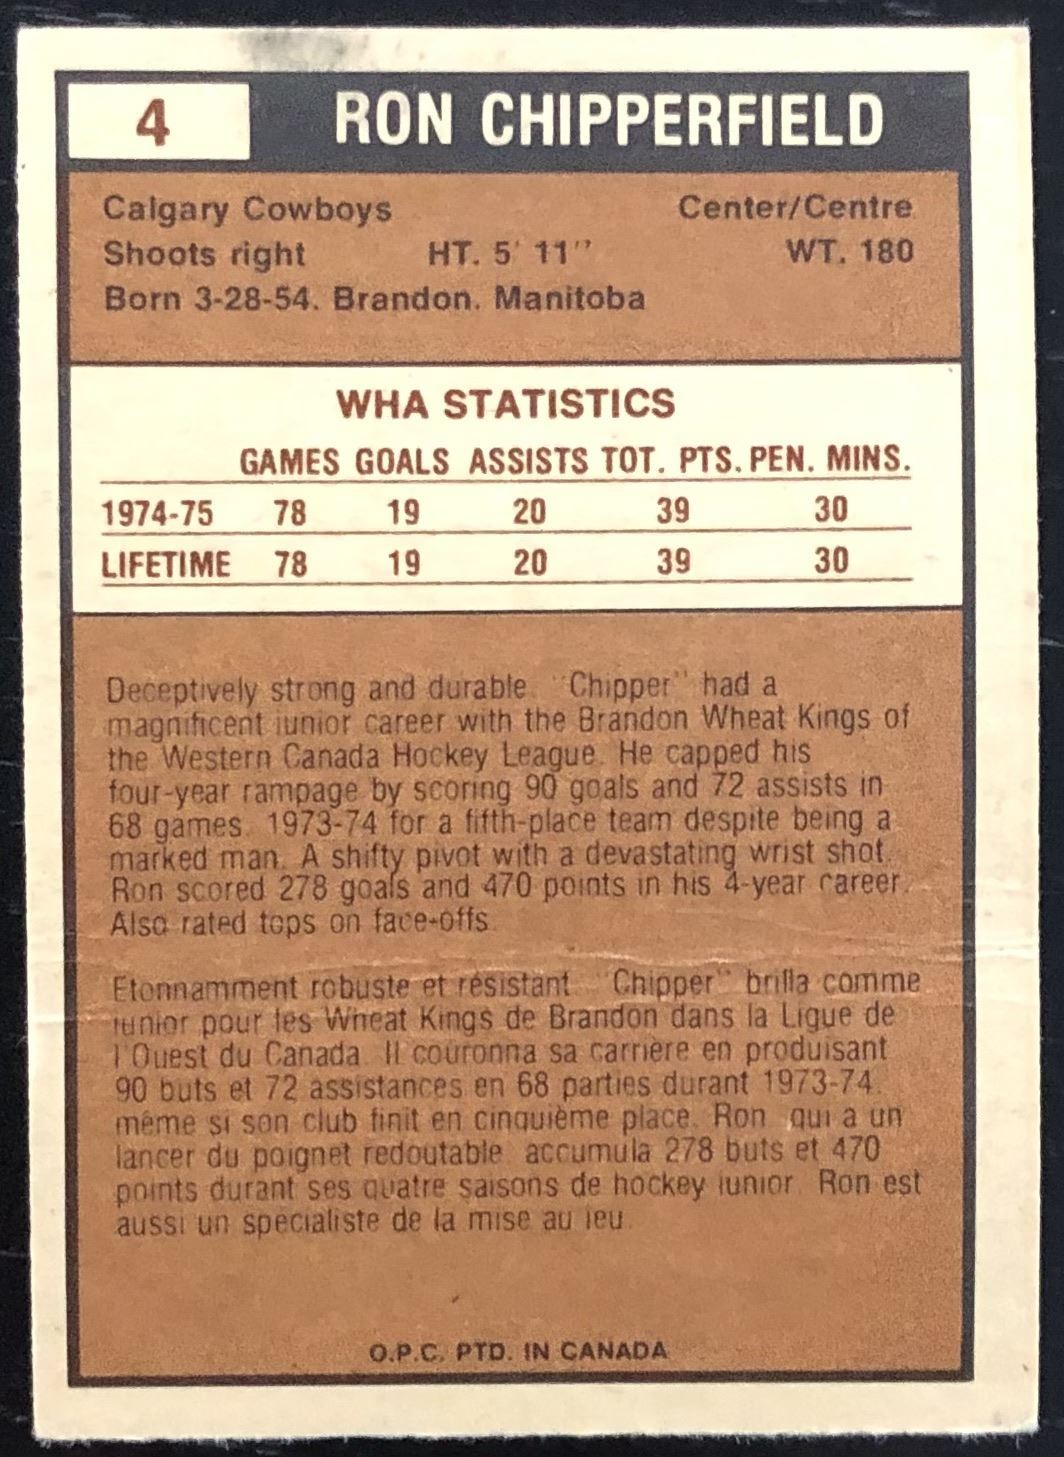 4 RON CHIPPERFIELD
Calgary Cowboys Center/Centre
Shoots right HT. 5' 11" WT. 180
Born 3-28-54. Brandon. Manitoba
WHA STATISTICS
GAMES GOALS ASSISTS TOT. PTS. PEN. MINS.
1974-75 78 19 20 39 30
LIFETIME 78 19 20 39 30
Deceptively strong and durable. "Chipper" had a
magnificent junior career with the Brandon Wheat Kings of
the Western Canada Hockey League. He capped his
four-year rampage by scoring 90 goals and 72 assists in
68 games. 1973-74 for a fifth-place team despite being a
marked man. A shifty pivot with a devastating wrist shot.
Ron scored 278 goals and 470 points in his 4-year career.
Also rated tops on face-offs.
Etonnamment robuste et résistant "Chipper" brilla comme
junior pour les Wheat Kings de Brandon dans la Ligue de
l'Ouest du Canada. Il couronna sa carrière en produisant
90 buts et 72 assistances en 68 parties durant 1973-74.
même si son club finit en cinquième place. Ron qui a un
lancer du poignet redoutable accumula 278 buts et 470
points durant ses quatre saisons de hockey junior. Ron est
aussi un spécialiste de la mise au jeu.
O.P.C. PTD. IN CANADA